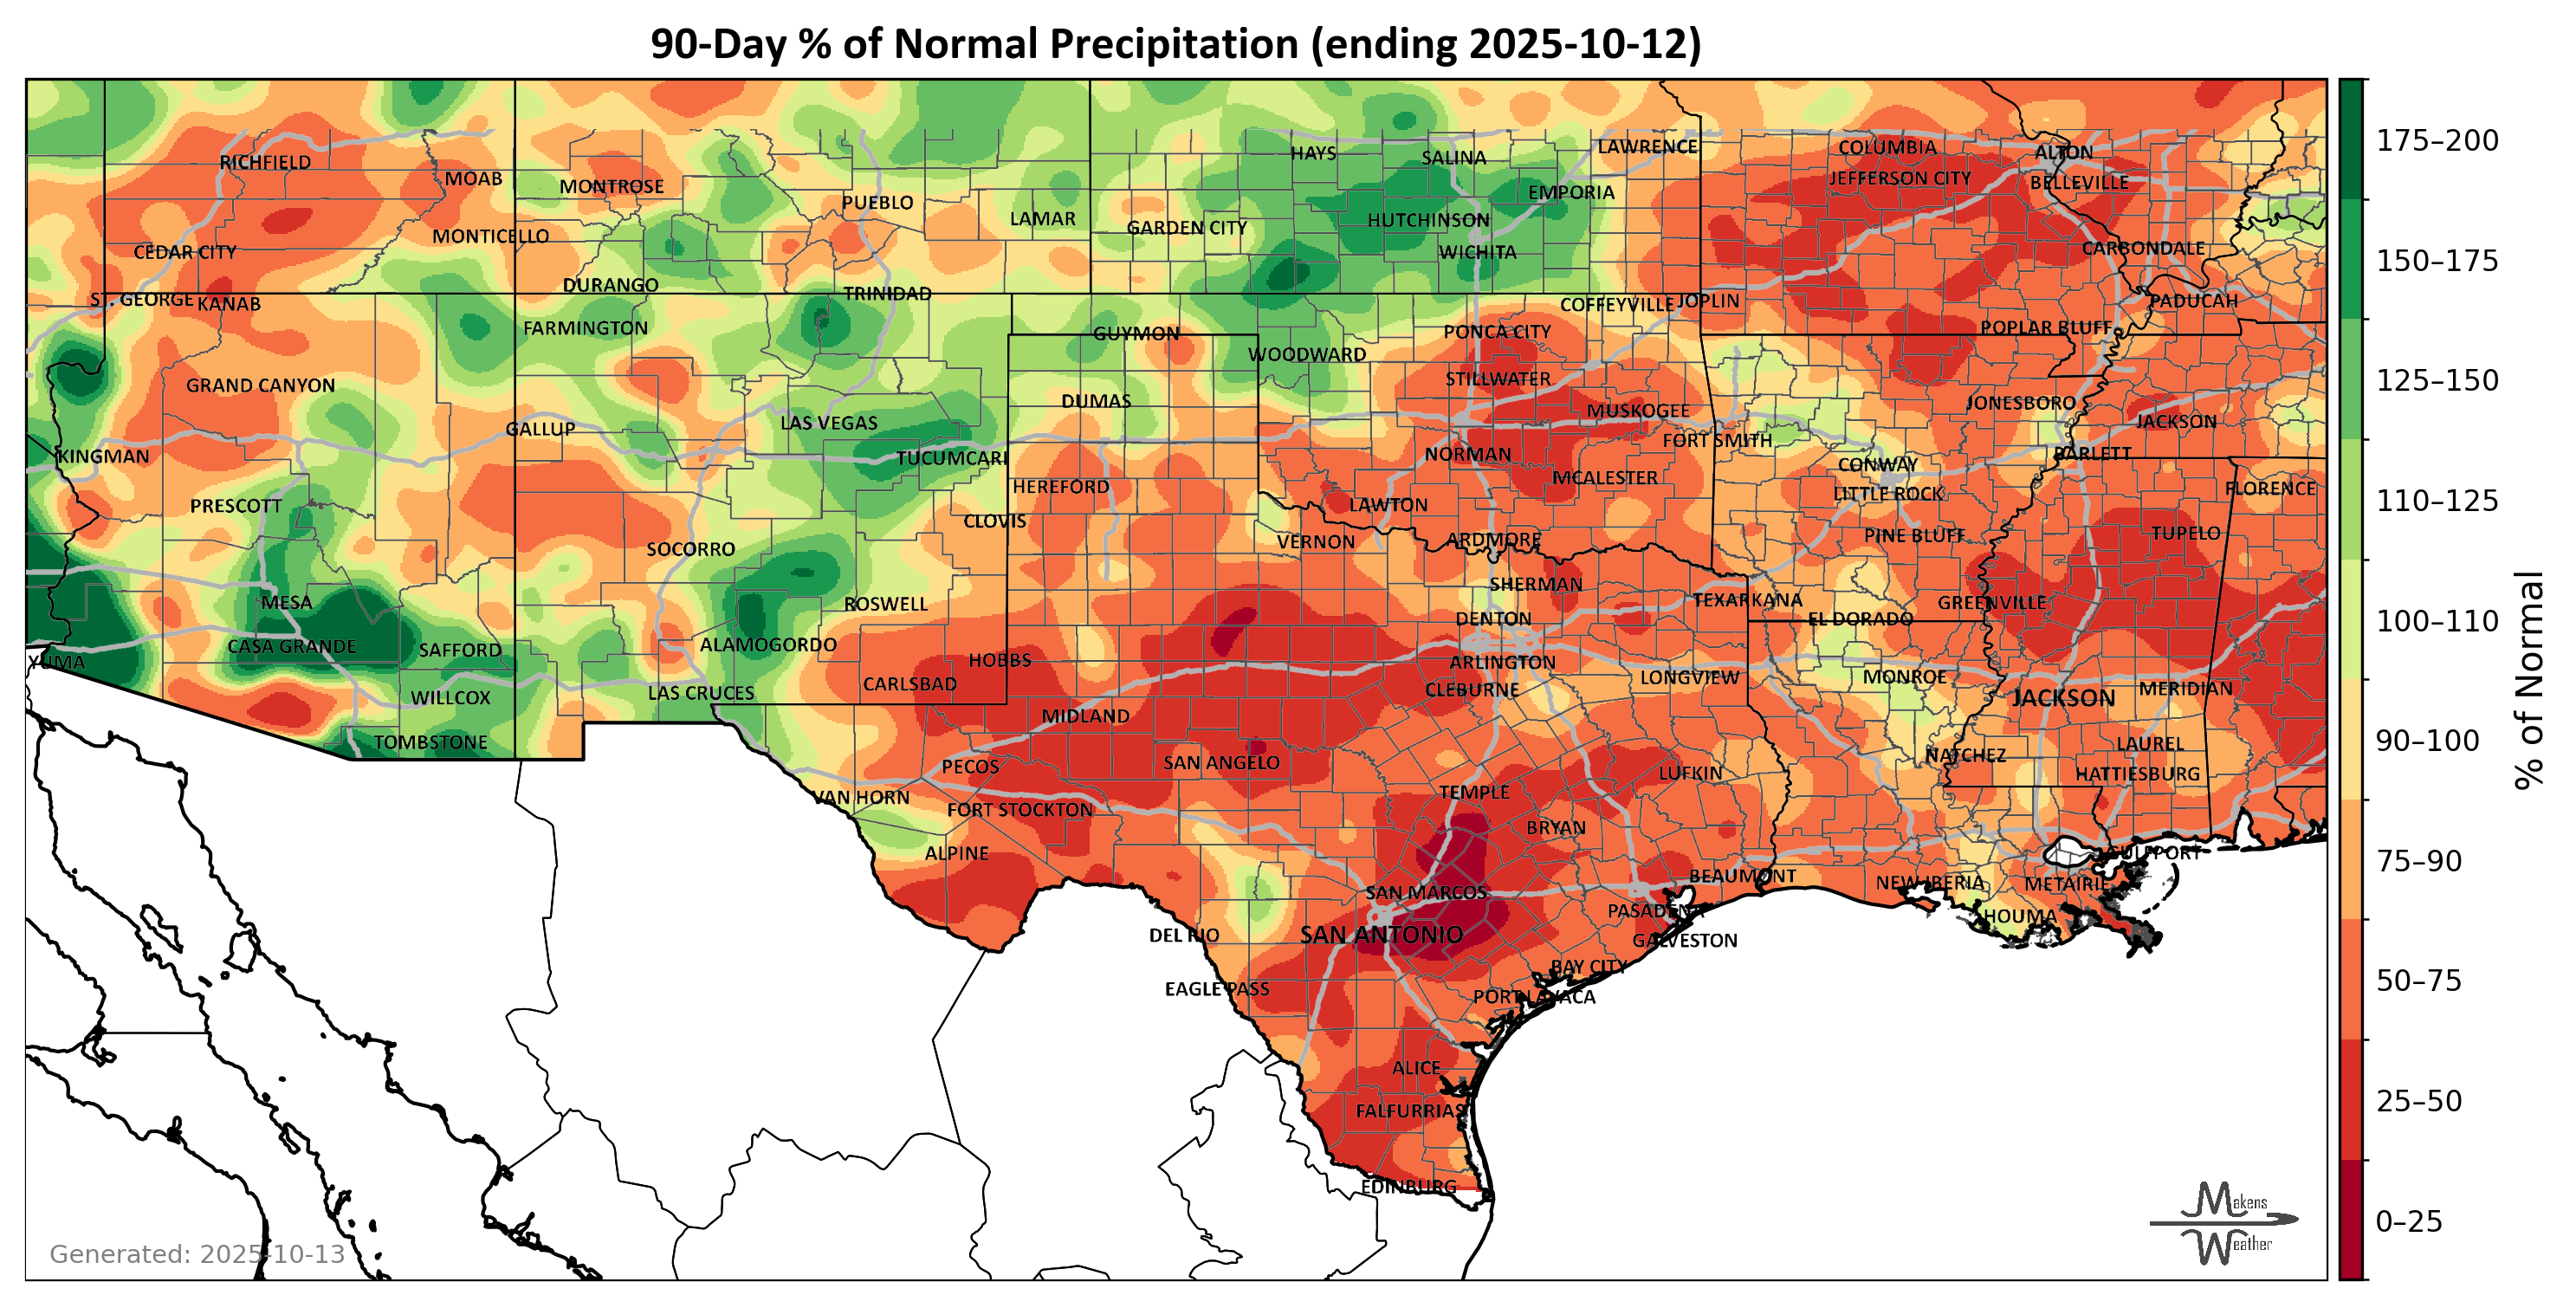 90-Day % of Normal Precipitation (ending 2025-10-12)
HAYS
SALINA
LAWRENCE
COLUMBIA
ALTON
RICHFIELD
MOAB
MONTROSE
JEFFERSON CITY
BELLEVILLE
PUEBLO
EMPORIA
LAMAR
GARDEN CITY
HUTCHINSON
MONTICELLO
CEDAR CITY
WICHITA
CARBONDALE
DURANGO
TRINIDAD
ST. GEORGE
KANAB
COFFEYVILLE
JOPLIN
PADUCAH
FARMINGTON
GUYMON
PONCA CITY
POPLAR BLUFF
WOODWARD
GRAND CANYON
STILLWATER
DUMAS
MUSKOGEE
JONESBORO
LAS VEGAS
JACKSON
GALLUP
FORT SMITH
KINGMAN
TUCUMCARI
NORMAN
BARLETT
CONWAY
MCALESTER
HEREFORD
LITTLE ROCK
FLORENCE
PRESCOTT
LAWTON
CLOVIS
TUPELO
SOCORRO
VERNON
ARDMORE
PINE BLUFF
SHERMAN
MESA
ROSWELL
TEXARKANA
GREENVILLE
DENTON
EL DORADO
CASA GRANDE
SAFFORD
ALAMOGORDO
YUMA
HOBBS
ARLINGTON
CARLSBAD
CLEBURNE
LONGVIEW
MONROE
WILLCOX
LAS CRUCES
JACKSON
MERIDIAN
MIDLAND
TOMBSTONE
LAUREL
PECOS
SAN ANGELO
NATCHEZ
LUFKIN
HATTIESBURG
VAN HORN
FORT STOCKTON
TEMPLE
BRYAN
ALPINE
GULFPORT
SAN MARCOS
BEAUMONT
NEW IBERIA
METAIRIE
PASADENA
HOUMA
DEL RIO
SAN ANTONIO
GALVESTON
BAY CITY
EAGLE PASS
PORT LAVACA
ALICE
FALFURRIAS
EDINBURG
175–200
150–175
125–150
110–125
100–110
90–100
75–90
50–75
25–50
0–25
% of Normal
Generated: 2025-10-13
Makens
Weather